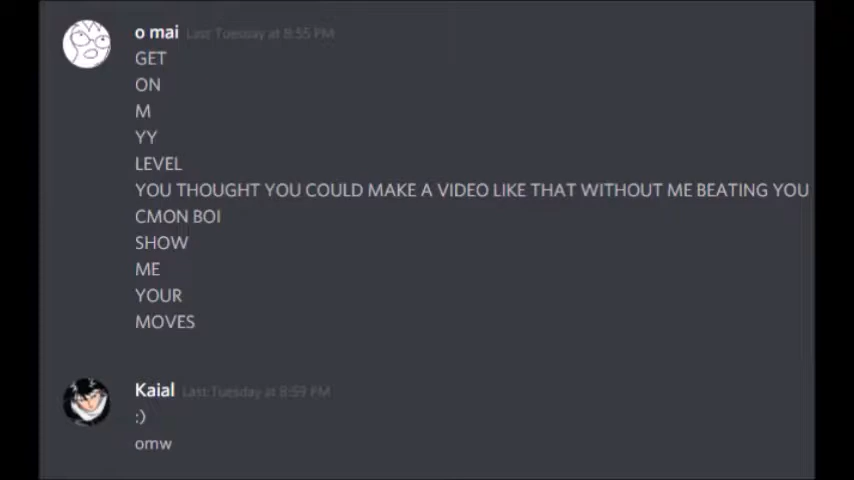 o mai Last Tuesday at 8:55 PM
GET
ON
M
YY
LEVEL
YOU THOUGHT YOU COULD MAKE A VIDEO LIKE THAT WITHOUT ME BEATING YOU
CMON BOI
SHOW
ME
YOUR
MOVES
Kaial Last Tuesday at 8:59 PM
:)
omw